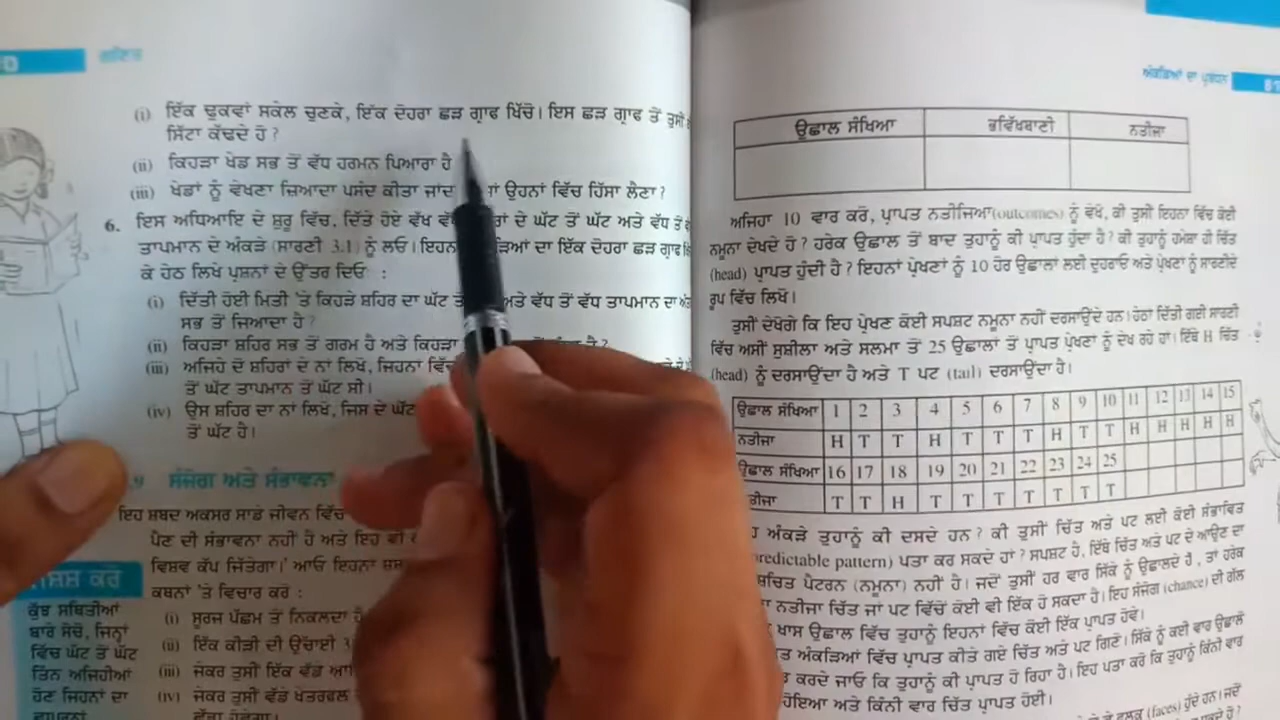 ਗਣਿਤ
(i) ਇੱਕ ਢੁਕਵਾਂ ਸਕੇਲ ਚੁਣਕੇ, ਇੱਕ ਦੋਹਰਾ ਛੜ ਗ੍ਰਾਫ ਖਿੱਚੋ। ਇਸ ਛੜ ਗ੍ਰਾਫ ਤੋਂ ਤੁਸੀਂ
ਸਿੱਟਾ ਕੱਢਦੇ ਹੋ ?
(ii) ਕਿਹੜਾ ਖੇਡ ਸਭ ਤੋਂ ਵੱਧ ਹਰਮਨ ਪਿਆਰਾ ਹੈ
(iii) ਖੇਡਾਂ ਨੂੰ ਵੇਖਣਾ ਜ਼ਿਆਦਾ ਪਸੰਦ ਕੀਤਾ ਜਾਂਦ ਾਂ ਉਹਨਾਂ ਵਿੱਚ ਹਿੱਸਾ ਲੈਣਾ ?
6. ਇਸ ਅਧਿਆਇ ਦੇ ਸ਼ੁਰੂ ਵਿੱਚ, ਦਿੱਤੇ ਹੋਏ ਵੱਖ ਰਾਂ ਦੇ ਘੱਟ ਤੋਂ ਘੱਟ ਅਤੇ ਵੱਧ ਤੋਂ
ਤਾਪਮਾਨ ਦੇ ਅੰਕੜੇ (ਸਾਰਣੀ 3.1) ਨੂੰ ਲਓ। ਇਹਨ ੜਿਆਂ ਦਾ ਇੱਕ ਦੋਹਰਾ ਛੜ ਗ੍ਰਾਫ
ਕੇ ਹੇਠ ਲਿਖੇ ਪ੍ਰਸ਼ਨਾਂ ਦੇ ਉੱਤਰ ਦਿਓ :
(i) ਦਿੱਤੀ ਹੋਈ ਮਿਤੀ 'ਤੇ ਕਿਹੜੇ ਸ਼ਹਿਰ ਦਾ ਘੱਟ ਅਤੇ ਵੱਧ ਤੋਂ ਵੱਧ ਤਾਪਮਾਨ ਦਾ
ਸਭ ਤੋਂ ਜਿਆਦਾ ਹੈ ?
(ii) ਕਿਹੜਾ ਸ਼ਹਿਰ ਸਭ ਤੋਂ ਗਰਮ ਹੈ ਅਤੇ ਕਿਹੜਾ
(iii) ਅਜਿਹੇ ਦੋ ਸ਼ਹਿਰਾਂ ਦੇ ਨਾਂ ਲਿਖੋ, ਜਿਹਨਾਂ ਵਿੱਚ
ਤੋਂ ਘੱਟ ਤਾਪਮਾਨ ਤੋਂ ਘੱਟ ਸੀ।
(iv) ਉਸ ਸ਼ਹਿਰ ਦਾ ਨਾਂ ਲਿਖੋ, ਜਿਸ ਦੇ ਘੱਟ
ਤੋਂ ਘੱਟ ਹੈ।
.9 ਸੰਜੋਗ ਅਤੇ ਸੰਭਾਵਨਾ
ਇਹ ਸ਼ਬਦ ਅਕਸਰ ਸਾਡੇ ਜੀਵਨ ਵਿੱਚ
ਪੈਣ ਦੀ ਸੰਭਾਵਨਾ ਨਹੀਂ ਹੈ ਅਤੇ ਇਹ ਵੀ
ਵਿਸ਼ਵ ਕੱਪ ਜਿੱਤੇਗਾ।' ਆਓ ਇਹਨਾਂ
ਕਥਨਾਂ 'ਤੇ ਵਿਚਾਰ ਕਰੋ :
ਕਰੋ
ਕੁੱਝ ਸਥਿਤੀਆਂ
ਬਾਰੇ ਸੋਚੋ, ਜਿਨ੍ਹਾਂ
ਵਿੱਚ ਘੱਟ ਤੋਂ ਘੱਟ
ਤਿੰਨ ਅਜਿਹੀਆਂ
ਹੋਣ ਜਿਹਨਾਂ ਦਾ
(i) ਸੂਰਜ ਪੱਛਮ ਤੋਂ ਨਿਕਲਦਾ ਹੈ
(ii) ਇੱਕ ਕੀੜੀ ਦੀ ਉਚਾਈ 3
(iii) ਜੇਕਰ ਤੁਸੀਂ ਇੱਕ ਵੱਡੇ
(iv) ਜੇਕਰ ਤੁਸੀਂ ਵੱਡੇ ਖੇਤਰਫਲ
ਵੱਡਾ ਹੋਵੇਗਾ।
ਅੰਕੜਿਆਂ ਦਾ ਪ੍ਰਬੰਧਨ
ਉਛਾਲ ਸੰਖਿਆ ਭਵਿੱਖਬਾਣੀ ਨਤੀਜਾ
ਅਜਿਹਾ 10 ਵਾਰ ਕਰੋ, ਪ੍ਰਾਪਤ ਨਤੀਜਿਆ(outcomes) ਨੂੰ ਵੇਖੋ, ਕੀ ਤੁਸੀਂ ਇਹਨਾ ਵਿੱਚ ਕੋਈ
ਨਮੂਨਾ ਦੇਖਦੇ ਹੋ ? ਹਰੇਕ ਉਛਾਲ ਤੋਂ ਬਾਦ ਤੁਹਾਨੂੰ ਕੀ ਪ੍ਰਾਪਤ ਹੁੰਦਾ ਹੈ ? ਕੀ ਤੁਹਾਨੂੰ ਹਮੇਸ਼ਾ ਹੀ ਚਿੱਤ
(head) ਪ੍ਰਾਪਤ ਹੁੰਦੀ ਹੈ ? ਇਹਨਾਂ ਪ੍ਰੇਖਣਾਂ ਨੂੰ 10 ਹੋਰ ਉਛਾਲਾਂ ਲਈ ਦੁਹਰਾਓ ਅਤੇ ਪ੍ਰੇਖਣਾਂ ਨੂੰ ਸਾਰਣੀਦੇ
ਰੂਪ ਵਿੱਚ ਲਿਖੋ।
ਤੁਸੀਂ ਦੇਖੋਗੇ ਕਿ ਇਹ ਪ੍ਰੇਖਣ ਕੋਈ ਸਪਸ਼ਟ ਨਮੂਨਾ ਨਹੀਂ ਦਰਸਾਉਂਦੇ ਹਨ। ਹੇਠਾਂ ਦਿੱਤੀ ਗਈ ਸਾਰਣੀ
ਵਿੱਚ ਅਸੀਂ ਸੁਸ਼ੀਲਾ ਅਤੇ ਸਲਮਾ ਤੋਂ 25 ਉਛਾਲਾਂ ਤੋਂ ਪ੍ਰਾਪਤ ਪ੍ਰੇਖਣਾਂ ਨੂੰ ਦੇਖ ਰਹੇ ਹਾਂ। ਇੱਥੇ H ਚਿੱਤ
(head) ਨੂੰ ਦਰਸਾਉਂਦਾ ਹੈ ਅਤੇ T ਪਟ (tail) ਦਰਸਾਉਂਦਾ ਹੈ।
ਉਛਾਲ ਸੰਖਿਆ 1 2 3 4 5 6 7 8 9 10 11 12 13 14 15
ਨਤੀਜਾ H T T H T T T H T T H H H H H
ਉਛਾਲ ਸੰਖਿਆ 16 17 18 19 20 21 22 23 24 25
ਤੀਜਾ T T H T T T T T T T
ਅੰਕੜੇ ਤੁਹਾਨੂੰ ਕੀ ਦਸਦੇ ਹਨ ? ਕੀ ਤੁਸੀਂ ਚਿੱਤ ਅਤੇ ਪਟ ਲਈ ਕੋਈ ਸੰਭਾਵਿਤ
redictable pattern) ਪਤਾ ਕਰ ਸਕਦੇ ਹਾਂ ? ਸਪਸ਼ਟ ਹੈ, ਇੱਥੇ ਚਿੱਤ ਅਤੇ ਪਟ ਦੇ ਆਉਣ ਦਾ
ਸ਼ਚਿਤ ਪੈਟਰਨ (ਨਮੂਨਾ) ਨਹੀਂ ਹੈ। ਜਦੋਂ ਤੁਸੀਂ ਹਰ ਵਾਰ ਸਿੱਕੇ ਨੂੰ ਉਛਾਲਦੇ ਹੋ , ਤਾਂ ਹਰੇਕ
ਨਤੀਜਾ ਚਿੱਤ ਜਾਂ ਪਟ ਵਿੱਚੋਂ ਕੋਈ ਵੀ ਇੱਕ ਹੋ ਸਕਦਾ ਹੈ। ਇਹ ਸੰਜੋਗ (chance) ਦੀ ਗੱਲ
ਖਾਸ ਉਛਾਲ ਵਿੱਚ ਤੁਹਾਨੂੰ ਇਹਨਾਂ ਵਿੱਚ ਕੋਈ ਇੱਕ ਪ੍ਰਾਪਤ ਹੋਵੇ।
ਅੰਕੜਿਆਂ ਵਿੱਚ ਪ੍ਰਾਪਤ ਕੀਤੇ ਗਏ ਚਿੱਤ ਅਤੇ ਪਟ ਗਿਣੋ। ਸਿੱਕੇ ਨੂੰ ਕਈ ਵਾਰ ਉਛਾਲੋ
ਕਰਦੇ ਜਾਓ ਕਿ ਤੁਹਾਨੂੰ ਕੀ ਪ੍ਰਾਪਤ ਹੋ ਰਿਹਾ ਹੈ। ਇਹ ਪਤਾ ਕਰੋ ਕਿ ਤੁਹਾਨੂੰ ਕਿੰਨੀ ਵਾਰ
ਹੋਇਆ ਅਤੇ ਕਿੰਨੀ ਵਾਰ ਚਿੱਤ ਪ੍ਰਾਪਤ ਹੋਈ।
(faces) ਹੁੰਦੇ ਹਨ। ਜਦੋਂ